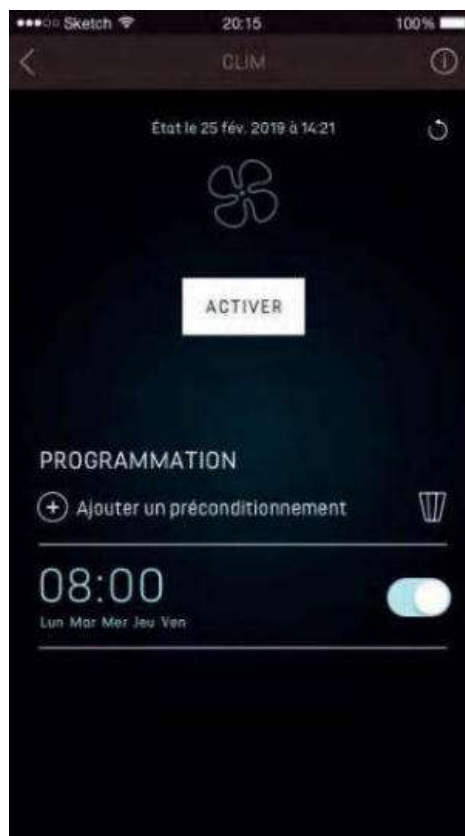 Sketch 20:15 100%
CLIM
État le 25 fév. 2019 à 14:21
ACTIVER
PROGRAMMATION
Ajouter un préconditionnement
08:00
Lun Mar Mer Jeu Ven